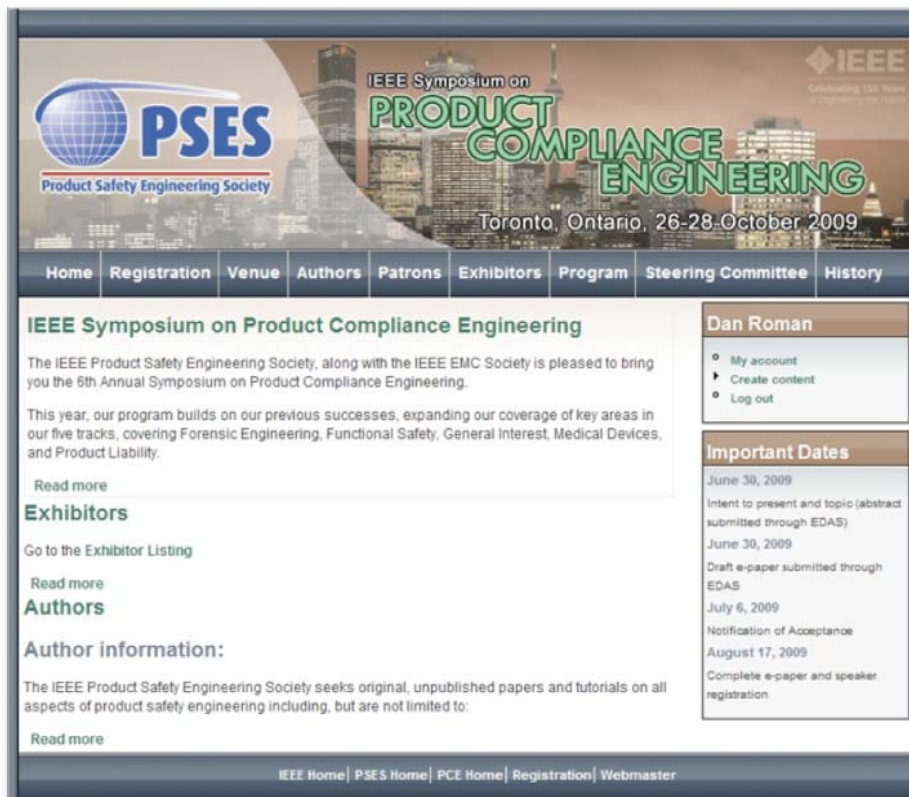 IEEE
Celebrating 125 Years
of Engineering the Future
PSES
Product Safety Engineering Society
IEEE Symposium on
PRODUCT
COMPLIANCE
ENGINEERING
Toronto, Ontario, 26-28 October 2009
Home Registration Venue Authors Patrons Exhibitors Program Steering Committee History
IEEE Symposium on Product Compliance Engineering
The IEEE Product Safety Engineering Society, along with the IEEE EMC Society is pleased to bring
you the 6th Annual Symposium on Product Compliance Engineering.
This year, our program builds on our previous successes, expanding our coverage of key areas in
our five tracks, covering Forensic Engineering, Functional Safety, General Interest, Medical Devices,
and Product Liability.
Read more
Exhibitors
Go to the Exhibitor Listing
Read more
Authors
Author information:
The IEEE Product Safety Engineering Society seeks original, unpublished papers and tutorials on all
aspects of product safety engineering including, but are not limited to:
Read more
Dan Roman
My account
Create content
Log out
Important Dates
June 30, 2009
Intent to present and topic (abstract
submitted through EDAS)
June 30, 2009
Draft e-paper submitted through
EDAS
July 6, 2009
Notification of Acceptance
August 17, 2009
Complete e-paper and speaker
registration
IEEE Home| PSES Home| PCE Home| Registration| Webmaster